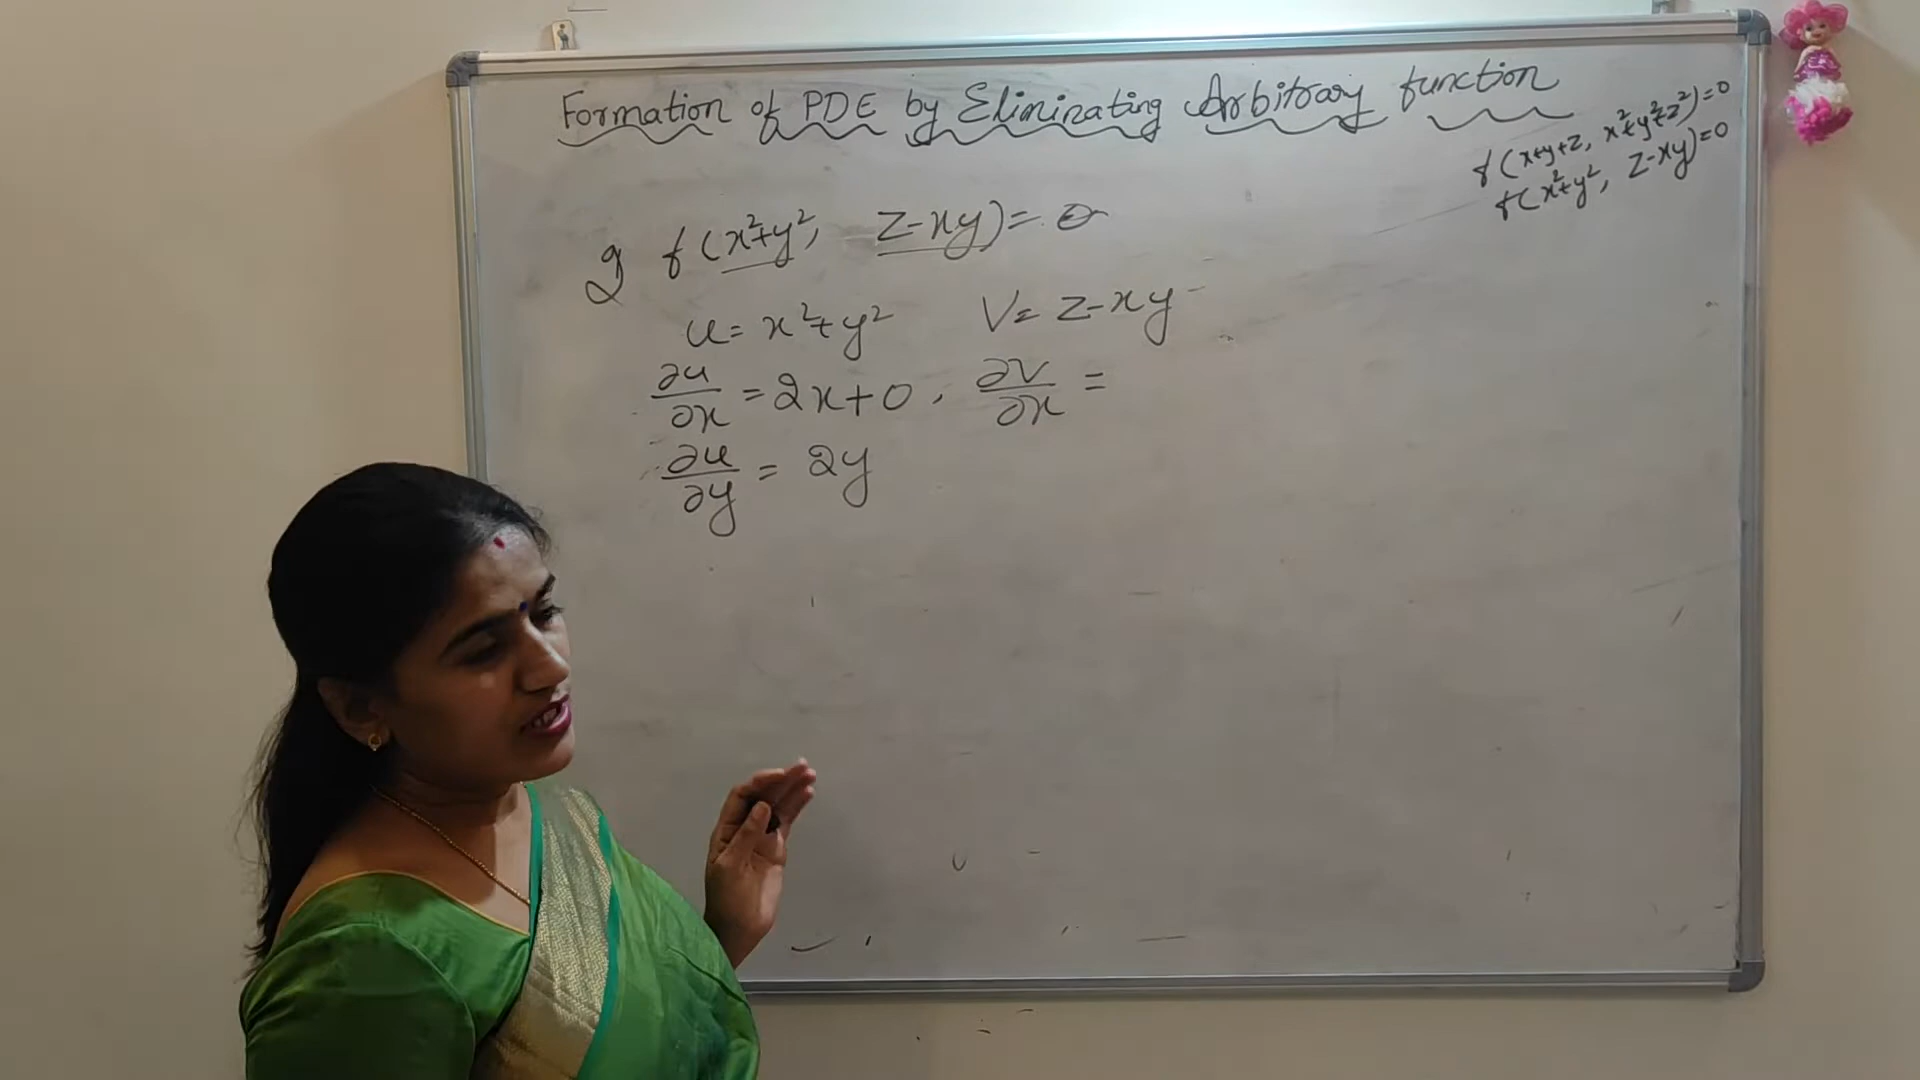 Formation of PDE by Eliminating Arbitrary function
f(x+y+z, x²+y²+z²)=0
f(x²+y², z-xy)=0
2) f(x²+y², z-xy)=0
u = x²+y² V= z-xy
∂u/∂x = 2x+0, ∂V/∂x =
∂u/∂y = 2y